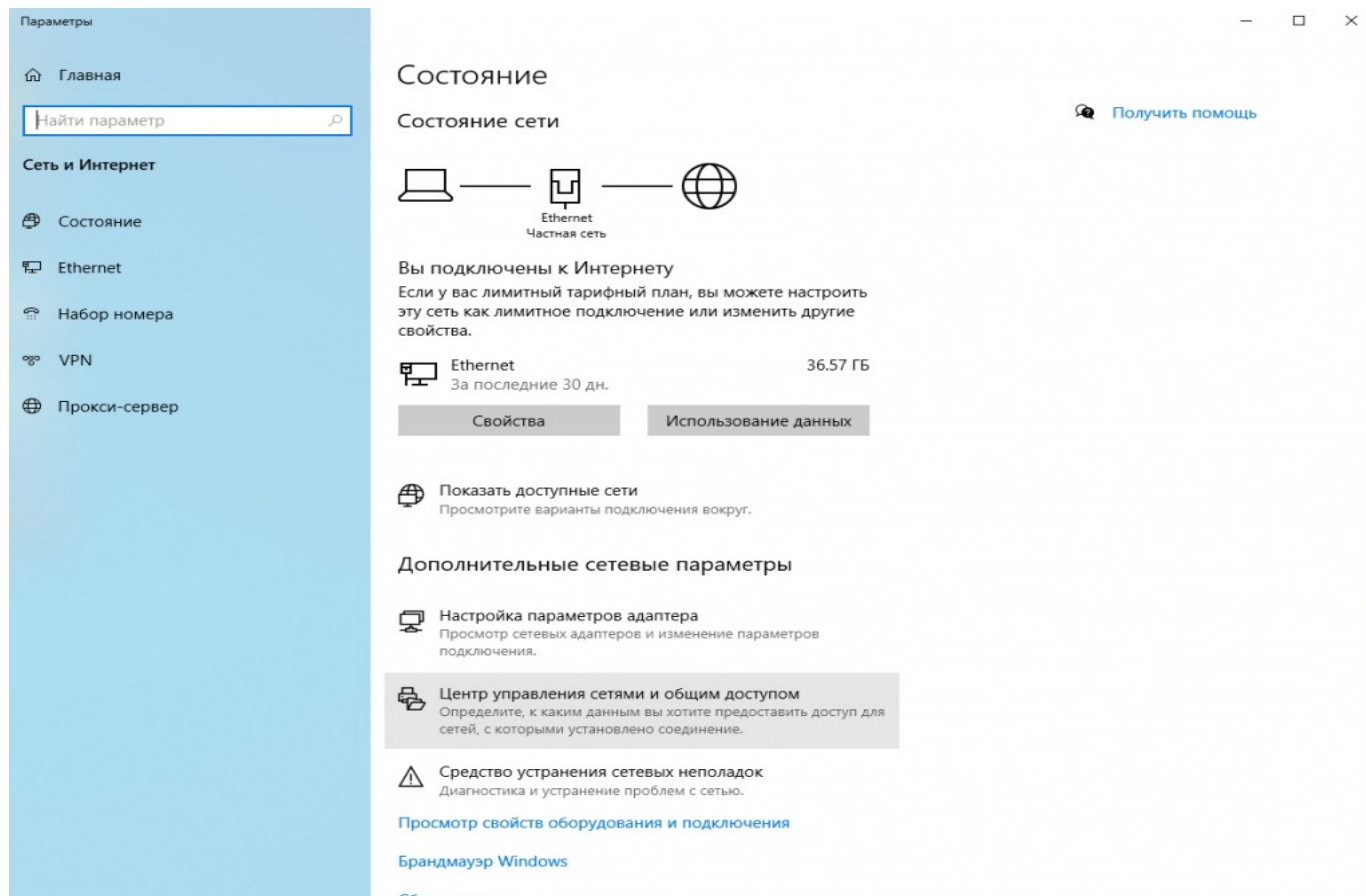 Параметры
Главная
Найти параметр
Сеть и Интернет
Состояние
Ethernet
Набор номера
VPN
Прокси-сервер
Состояние
Состояние сети
Ethernet
Частная сеть
Вы подключены к Интернету
Если у вас лимитный тарифный план, вы можете настроить
эту сеть как лимитное подключение или изменить другие
свойства.
Ethernet 36.57 ГБ
За последние 30 дн.
Свойства Использование данных
Показать доступные сети
Просмотрите варианты подключения вокруг.
Дополнительные сетевые параметры
Настройка параметров адаптера
Просмотр сетевых адаптеров и изменение параметров
подключения.
Центр управления сетями и общим доступом
Определите, к каким данным вы хотите предоставить доступ для
сетей, с которыми установлено соединение.
Средство устранения сетевых неполадок
Диагностика и устранение проблем с сетью.
Просмотр свойств оборудования и подключения
Брандмауэр Windows
Получить помощь